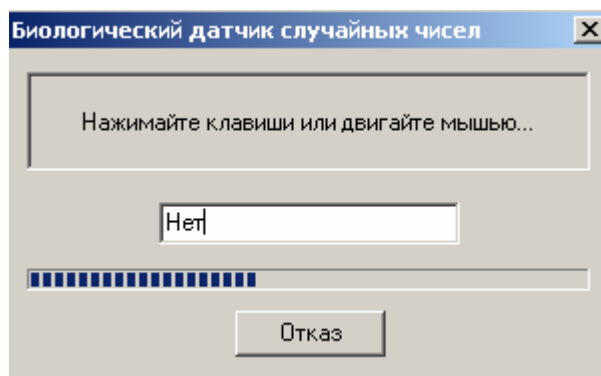 Биологический датчик случайных чисел
Нажимайте клавиши или двигайте мышью...
Нет
Отказ